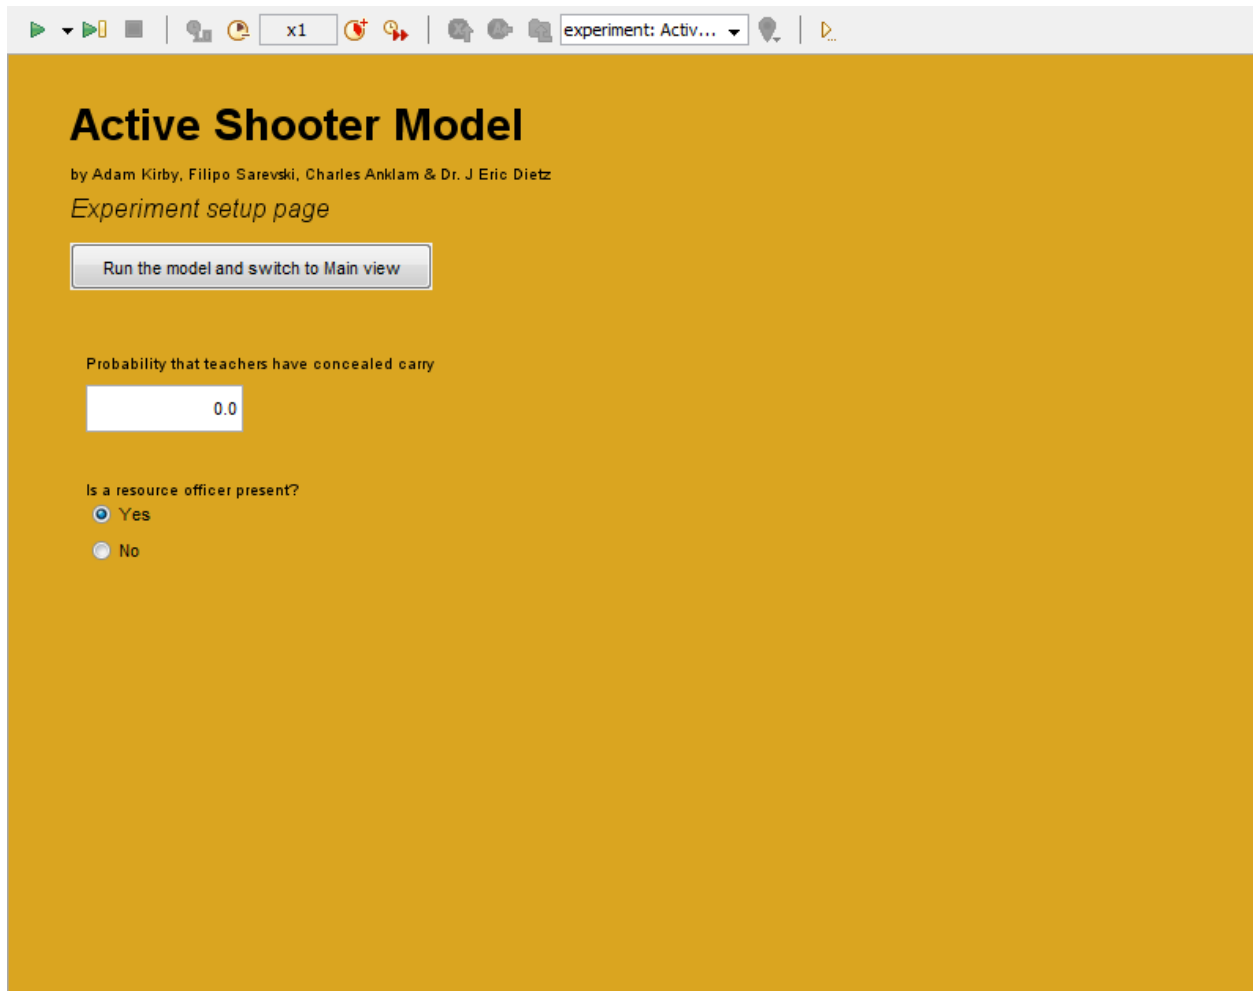 x1
experiment: Activ...
Active Shooter Model
by Adam Kirby, Filipo Sarevski, Charles Anklam & Dr. J Eric Dietz
Experiment setup page
Run the model and switch to Main view
Probability that teachers have concealed carry
0.0
Is a resource officer present?
Yes
No